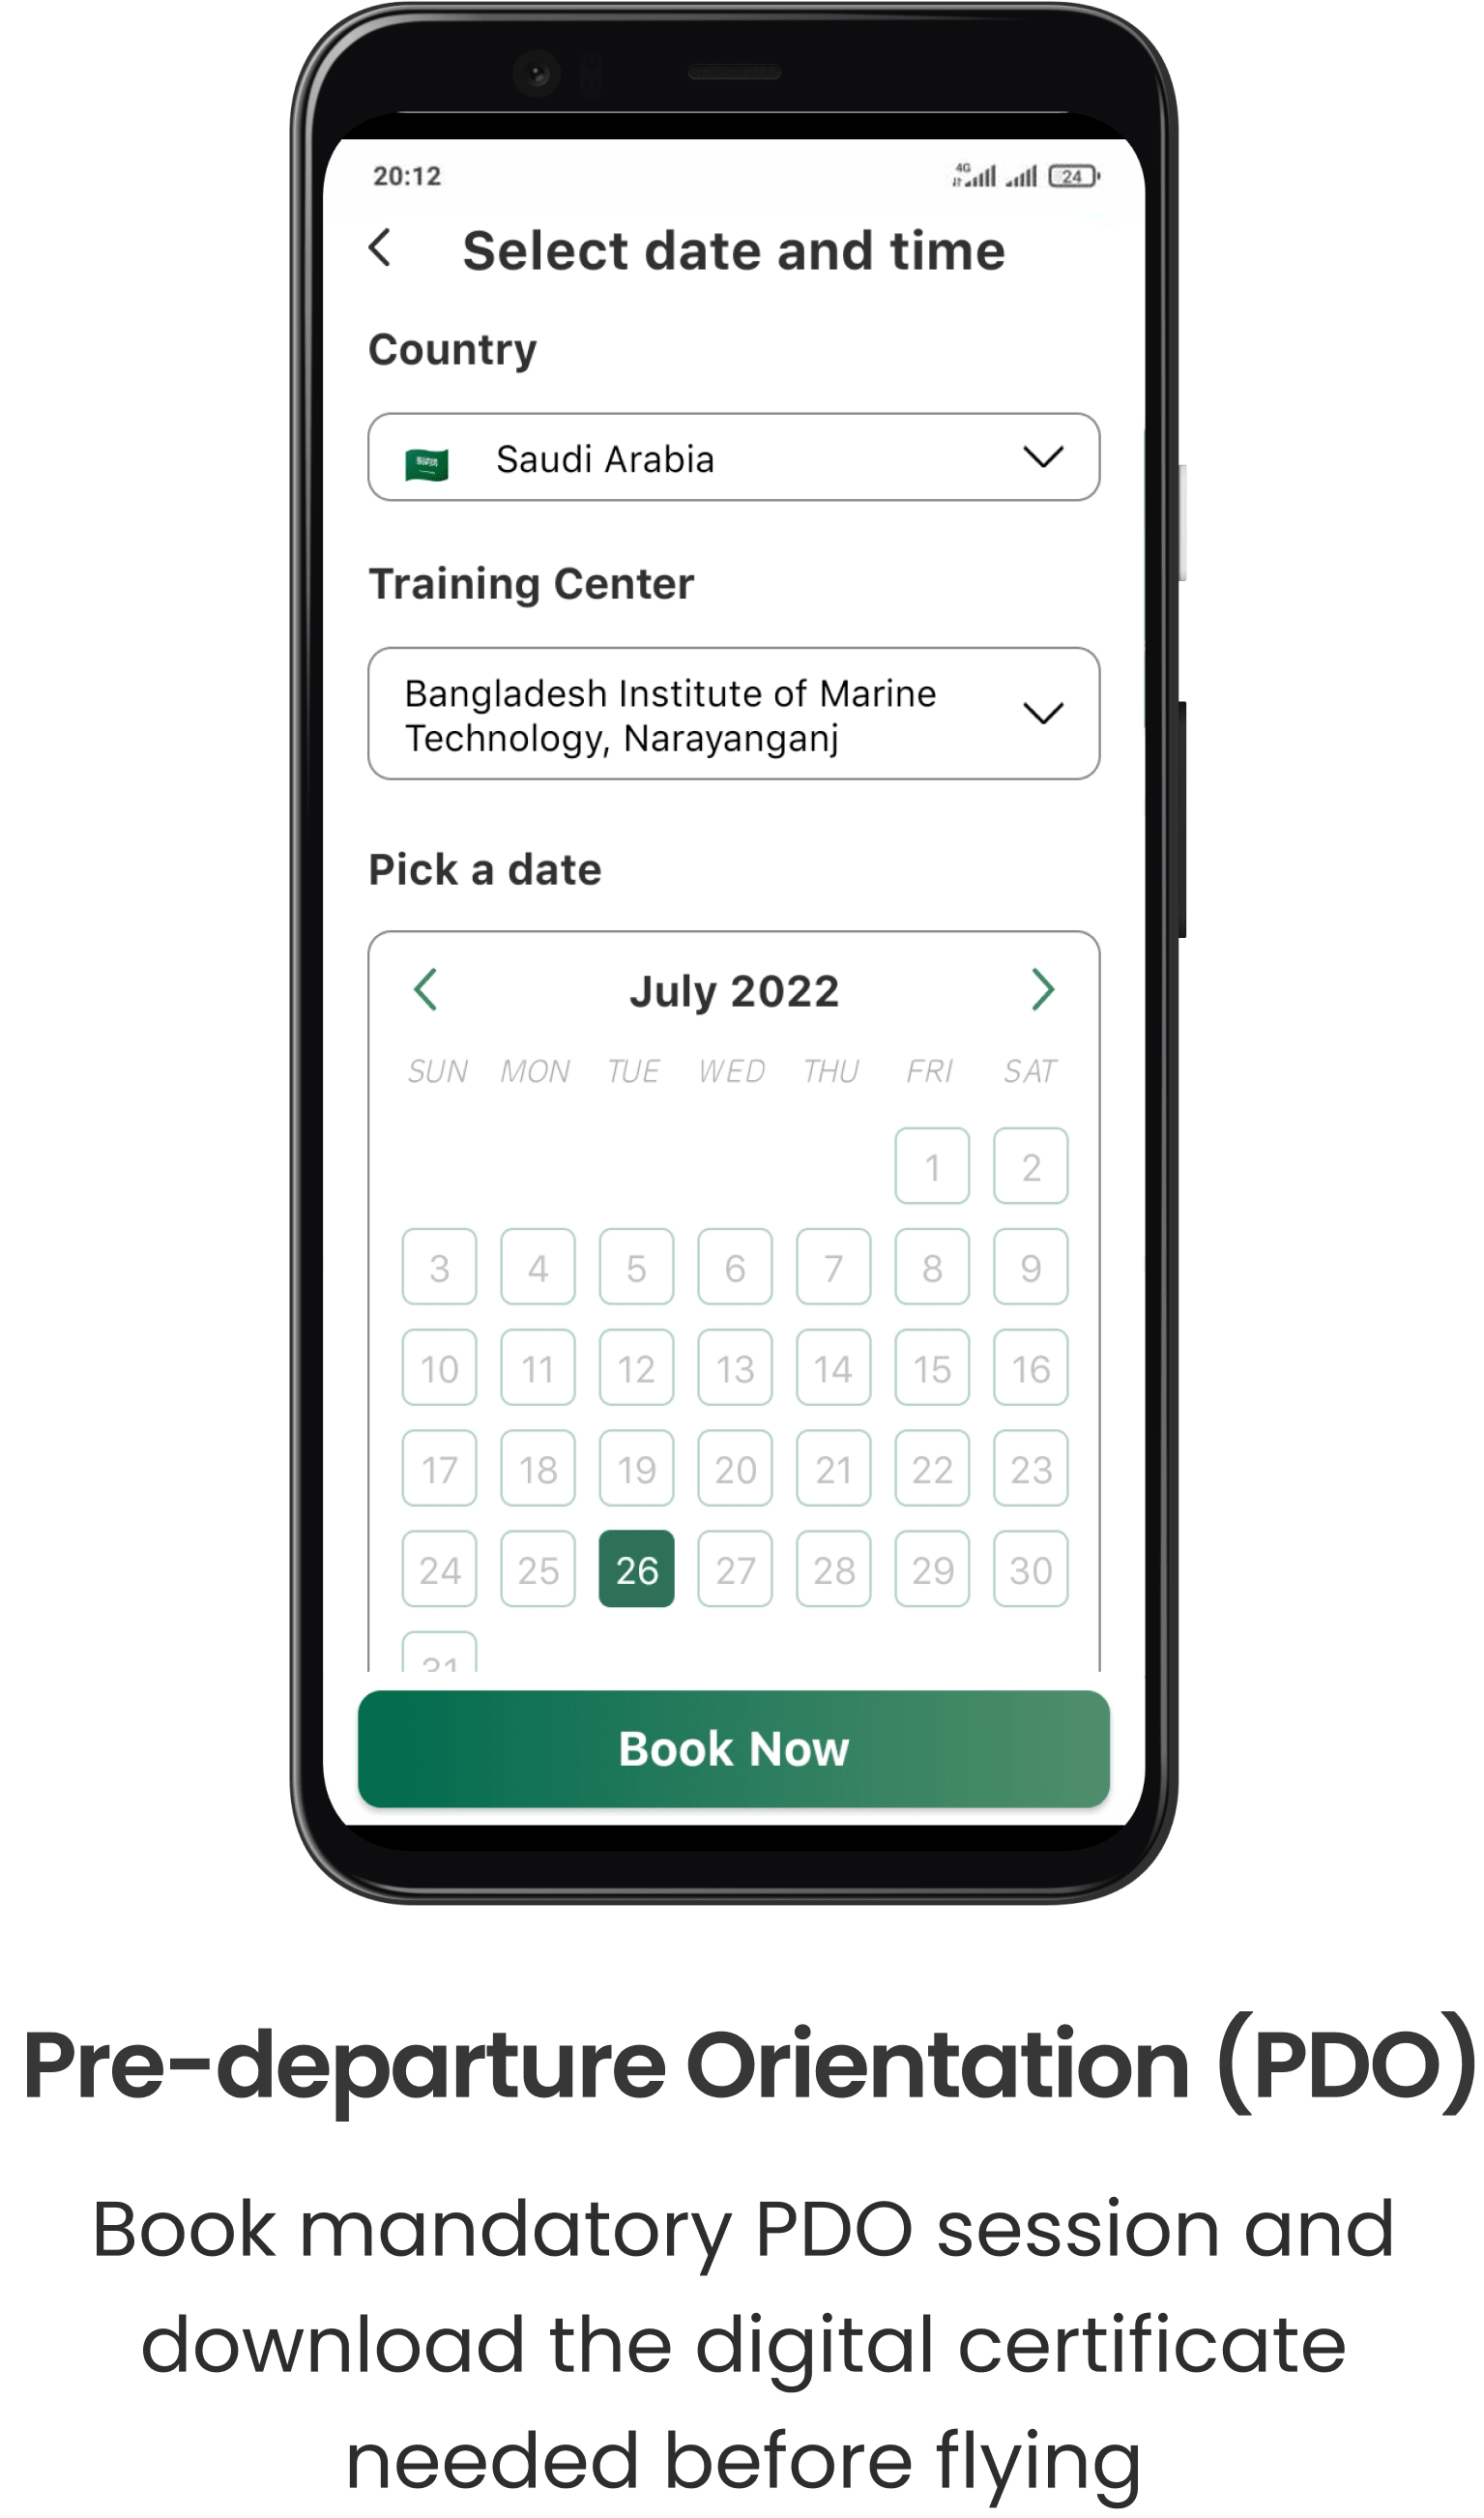 20:12
4G
24
Select date and time
Country
Saudi Arabia
Training Center
Bangladesh Institute of Marine
Technology, Narayanganj
Pick a date
July 2022
SUN MON TUE WED THU FRI SAT
1 2
3 4 5 6 7 8 9
10 11 12 13 14 15 16
17 18 19 20 21 22 23
24 25 26 27 28 29 30
31
Book Now
Pre-departure Orientation (PDO)
Book mandatory PDO session and
download the digital certificate
needed before flying